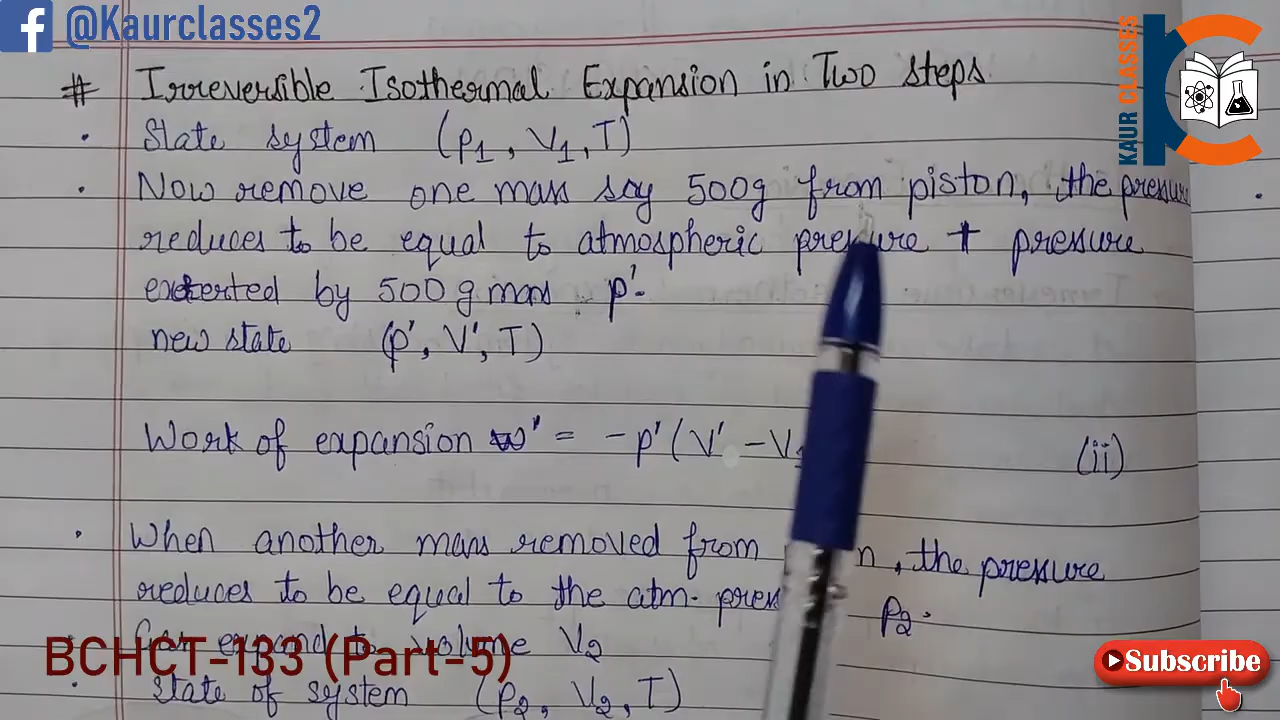 f @Kaurclasses2
KAUR CLASSES
# Irreversible Isothermal Expansion in Two steps
• State system (P1, V1, T)
• Now remove one mass say 500g from piston, the pressure
reduces to be equal to atmospheric pressure + pressure
exerted by 500 g mass p'.
new state (p', V', T)
Work of expansion w' = -p' (V' - V1 (ii)
• When another mass removed from n, the pressure
reduces to be equal to the atm. pres P2.
• Gas expand to volume V2
• State of system (P2, V2, T)
BCHCT-133 (Part-5)
Subscribe